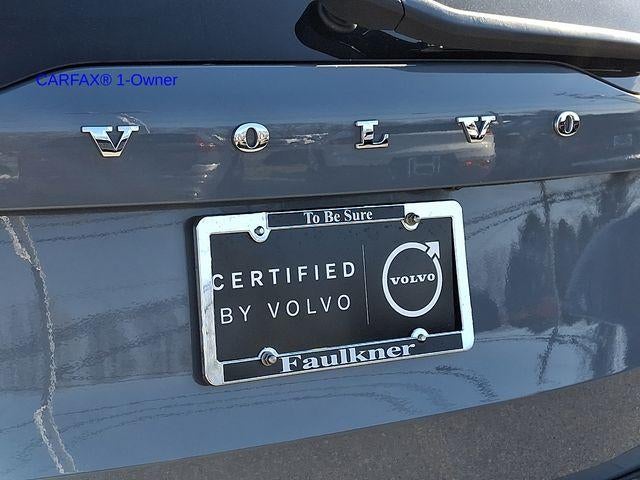 CARFAX® 1-Owner
VOLVO
To Be Sure
CERTIFIED
BY VOLVO
VOLVO
Faulkner